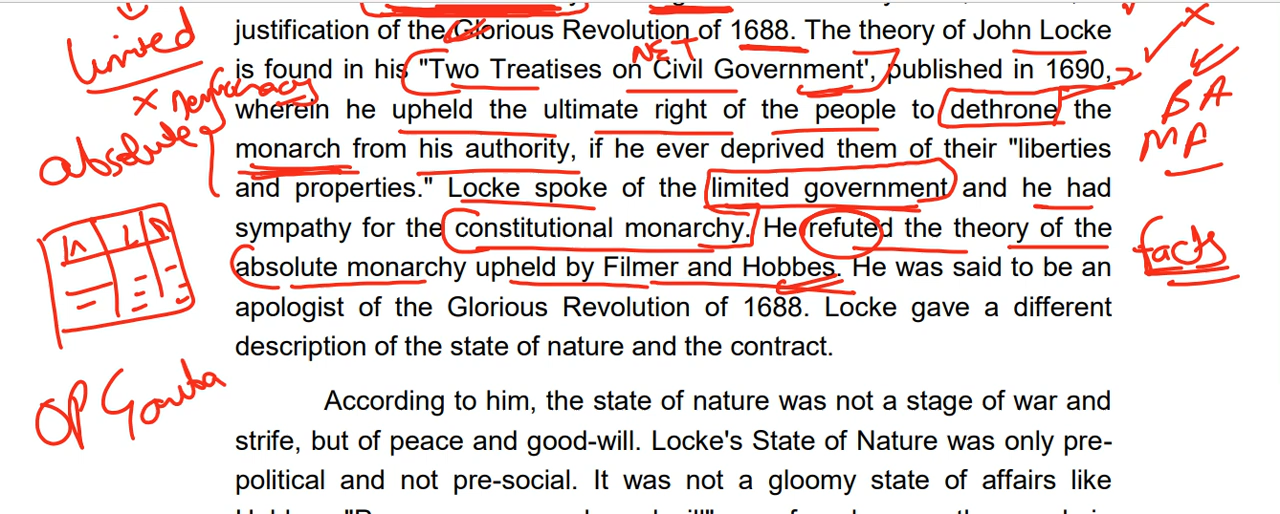 justification of the Glorious Revolution of 1688. The theory of John Locke
is found in his "Two Treatises on Civil Government', published in 1690,
wherein he upheld the ultimate right of the people to dethrone the
monarch from his authority, if he ever deprived them of their "liberties
and properties." Locke spoke of the limited government and he had
sympathy for the constitutional monarchy. He refuted the theory of the
absolute monarchy upheld by Filmer and Hobbes. He was said to be an
apologist of the Glorious Revolution of 1688. Locke gave a different
description of the state of nature and the contract.
According to him, the state of nature was not a stage of war and
strife, but of peace and good-will. Locke's State of Nature was only pre-
political and not pre-social. It was not a gloomy state of affairs like
limited
absolute
OP Gauba
NET
BA
MA
facts